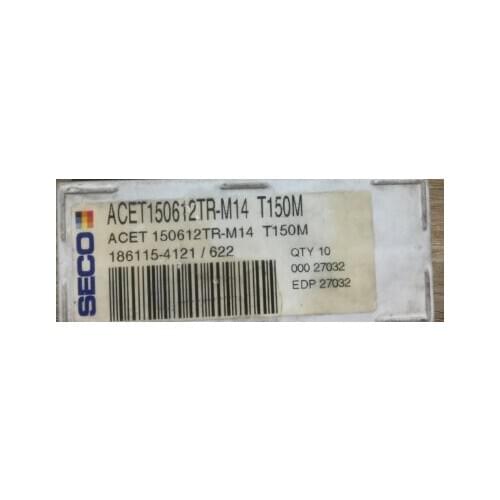 SECO
ACET150612TR-M14 T150M
ACET 150612TR-M14 T150M
186115-4121 / 622
QTY 10
000 27032
EDP 27032